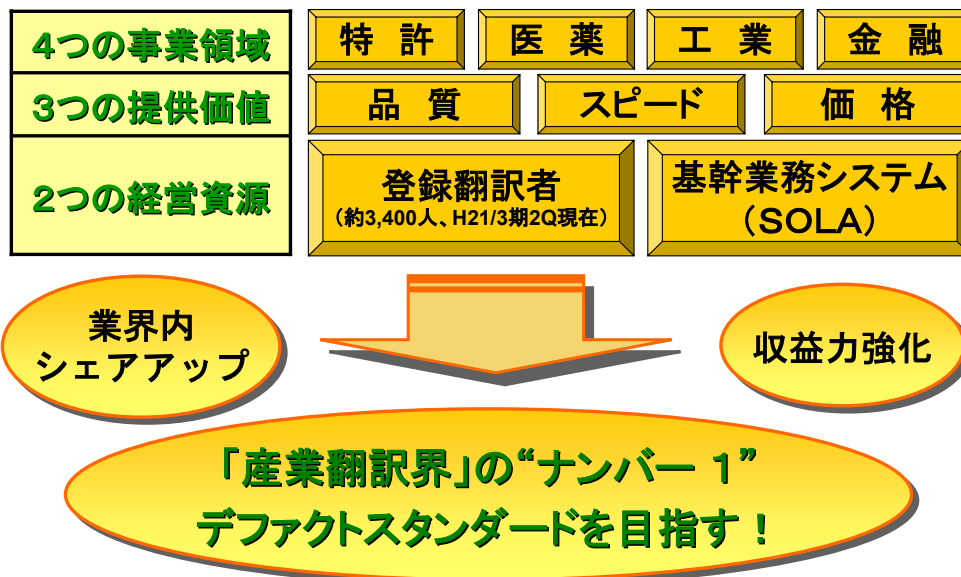 4つの事業領域
特 許
医 薬
工 業
金 融
3つの提供価値
品 質
スピード
価 格
2つの経営資源
登録翻訳者
（約3,400人、H21/3期2Q現在）
基幹業務システム
（SOLA）
業界内
シェアアップ
収益力強化
「産業翻訳界」の“ナンバー 1”
デファクトスタンダードを目指す！